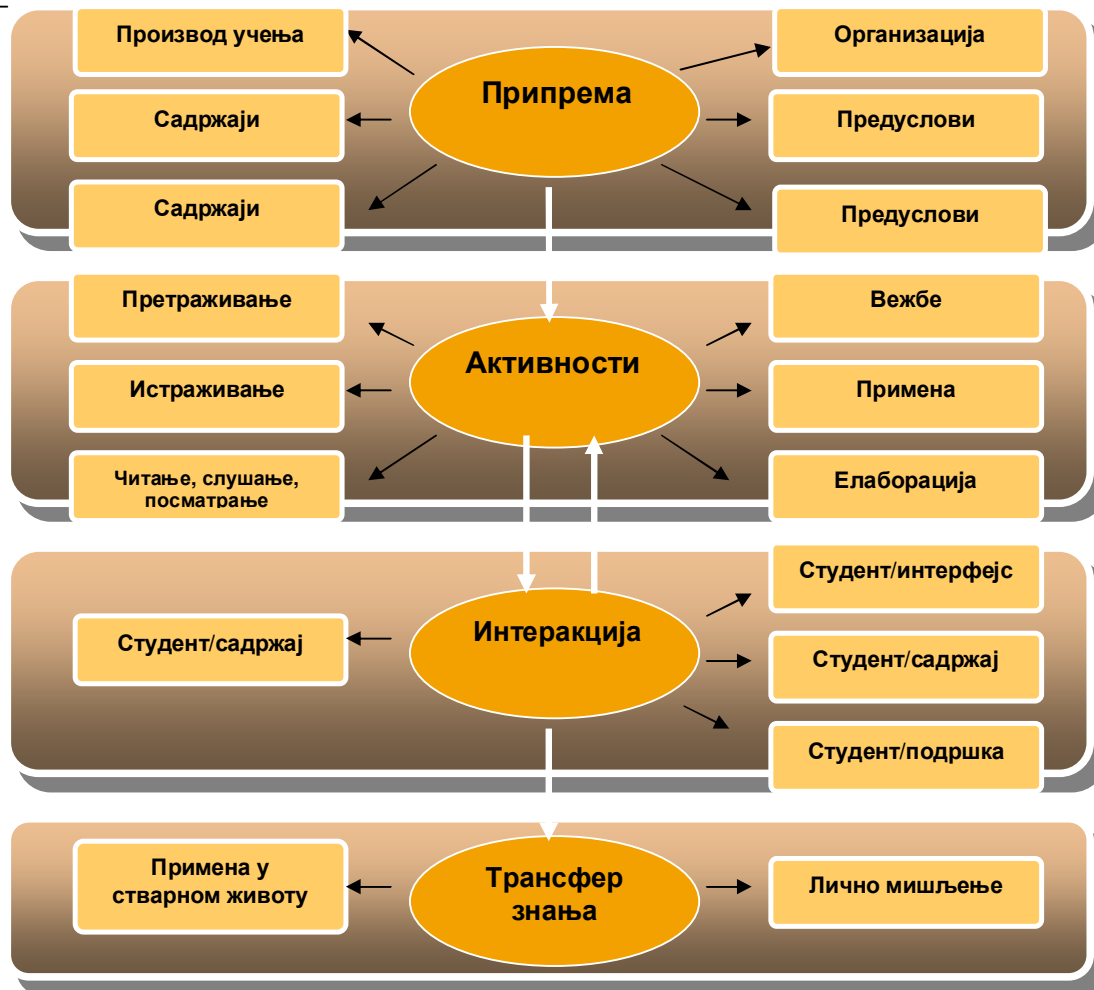 Производ учења
Припрема
Организација
Садржаји
Предуслови
Садржаји
Предуслови
Претраживање
Активности
Вежбе
Истраживање
Примена
Читање, слушање,
посматрање
Елаборација
Студент/садржај
Интеракција
Студент/интерфејс
Студент/садржај
Студент/подршка
Примена у
стварном животу
Трансфер
знања
Лично мишљење